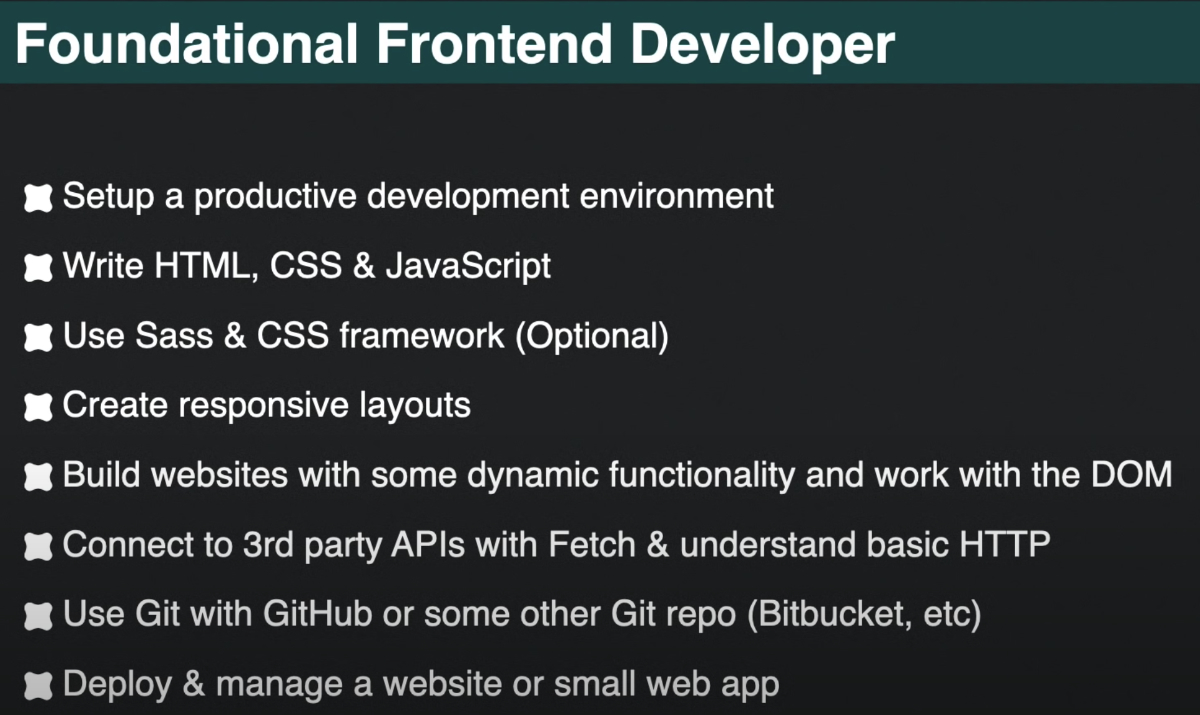 Foundational Frontend Developer
Setup a productive development environment
Write HTML, CSS & JavaScript
Use Sass & CSS framework (Optional)
Create responsive layouts
Build websites with some dynamic functionality and work with the DOM
Connect to 3rd party APIs with Fetch & understand basic HTTP
Use Git with GitHub or some other Git repo (Bitbucket, etc)
Deploy & manage a website or small web app